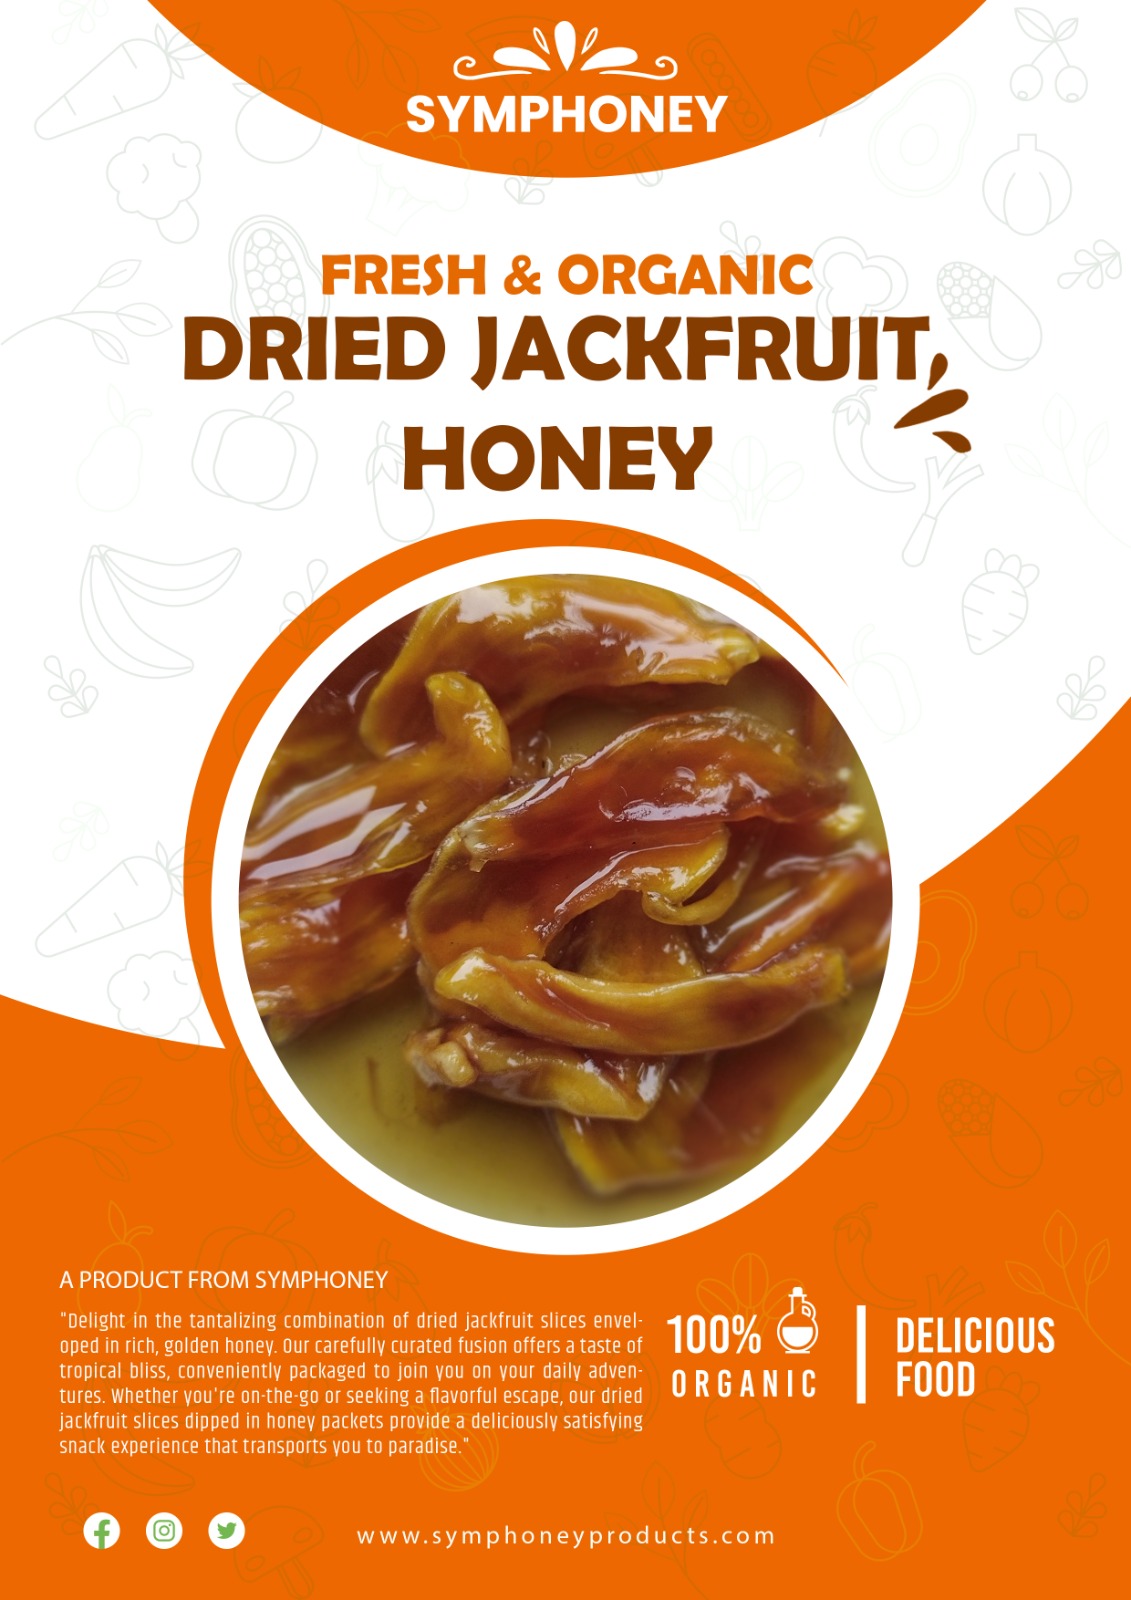 SYMPHONEY
FRESH & ORGANIC
DRIED JACKFRUIT
HONEY
A PRODUCT FROM SYMPHONEY
"Delight in the tantalizing combination of dried jackfruit slices envel-
oped in rich, golden honey. Our carefully curated fusion offers a taste of
tropical bliss, conveniently packaged to join you on your daily adven-
tures. Whether you're on-the-go or seeking a flavorful escape, our dried
jackfruit slices dipped in honey packets provide a deliciously satisfying
snack experience that transports you to paradise."
100%
ORGANIC
DELICIOUS
FOOD
www.symphoneyproducts.com